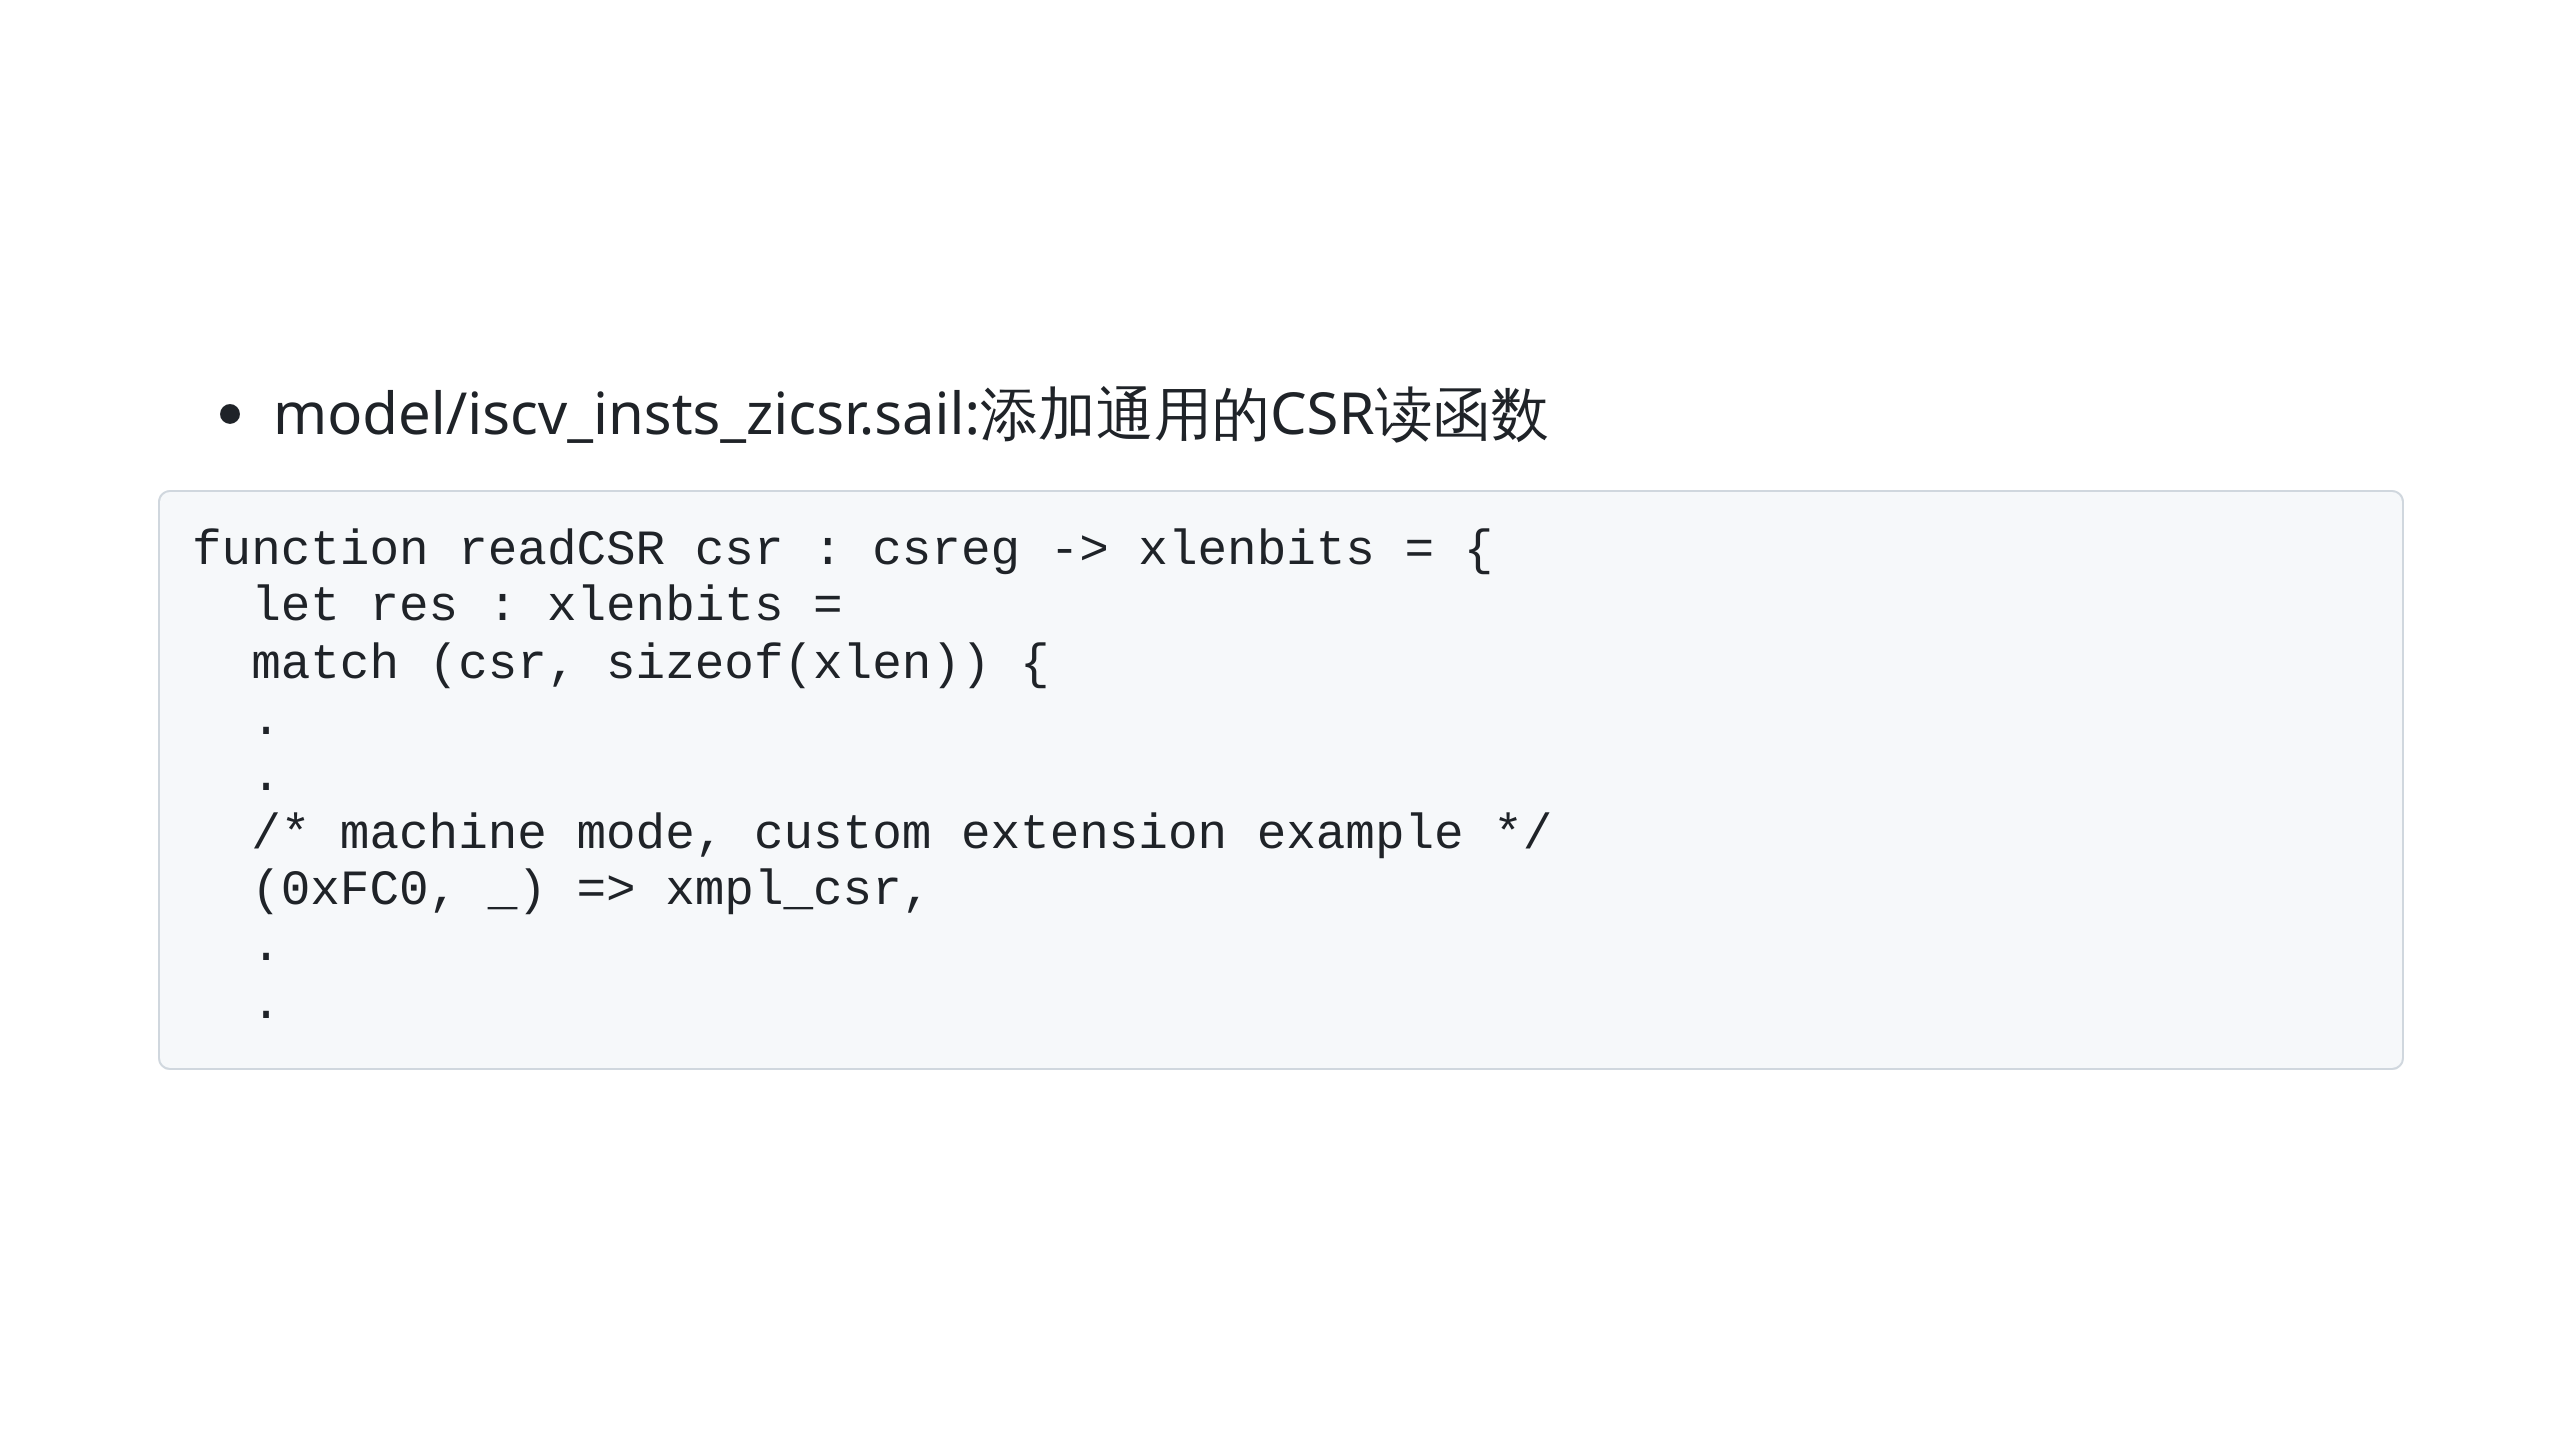 model/iscv_insts_zicsr.sail:添加通用的CSR读函数
function readCSR csr : csreg -> xlenbits = {
  let res : xlenbits =
  match (csr, sizeof(xlen)) {
  .
  .
  /* machine mode, custom extension example */
  (0xFC0, _) => xmpl_csr,
  .
  .